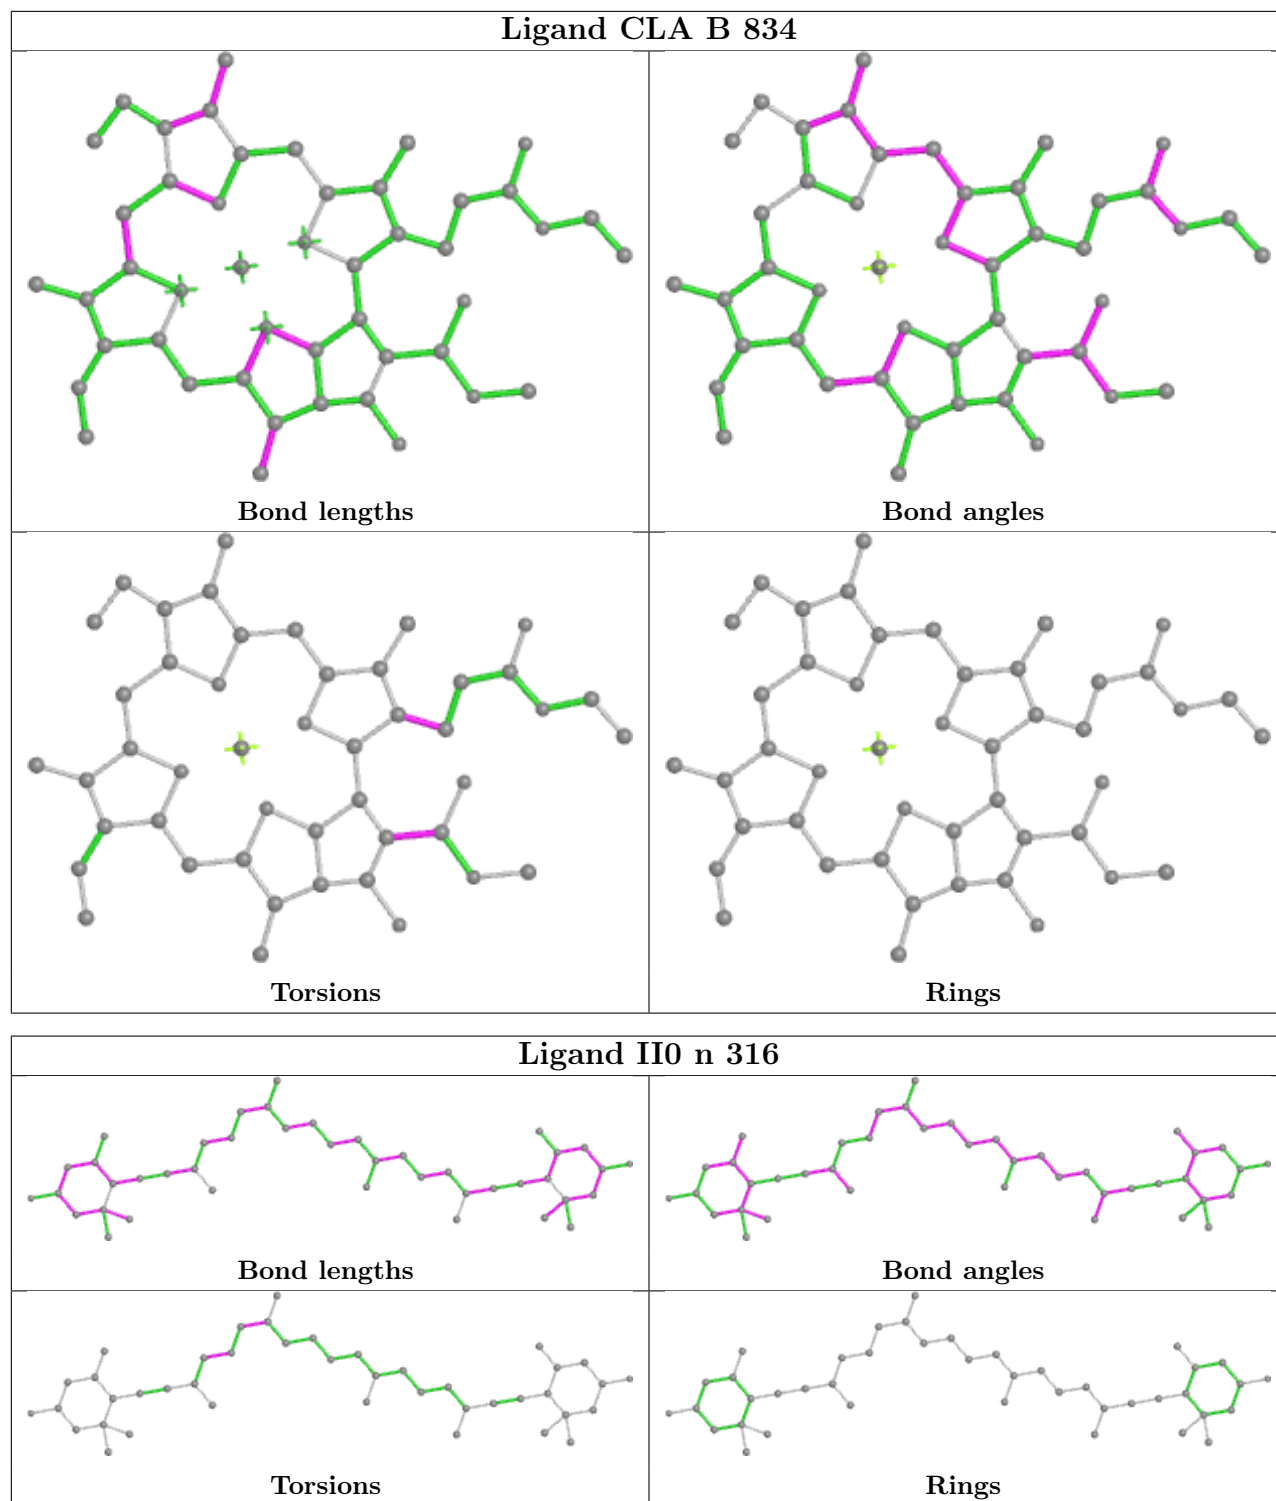 Ligand CLA B 834
Bond lengths
Bond angles
Torsions
Rings
Ligand II0 n 316
Bond lengths
Bond angles
Torsions
Rings